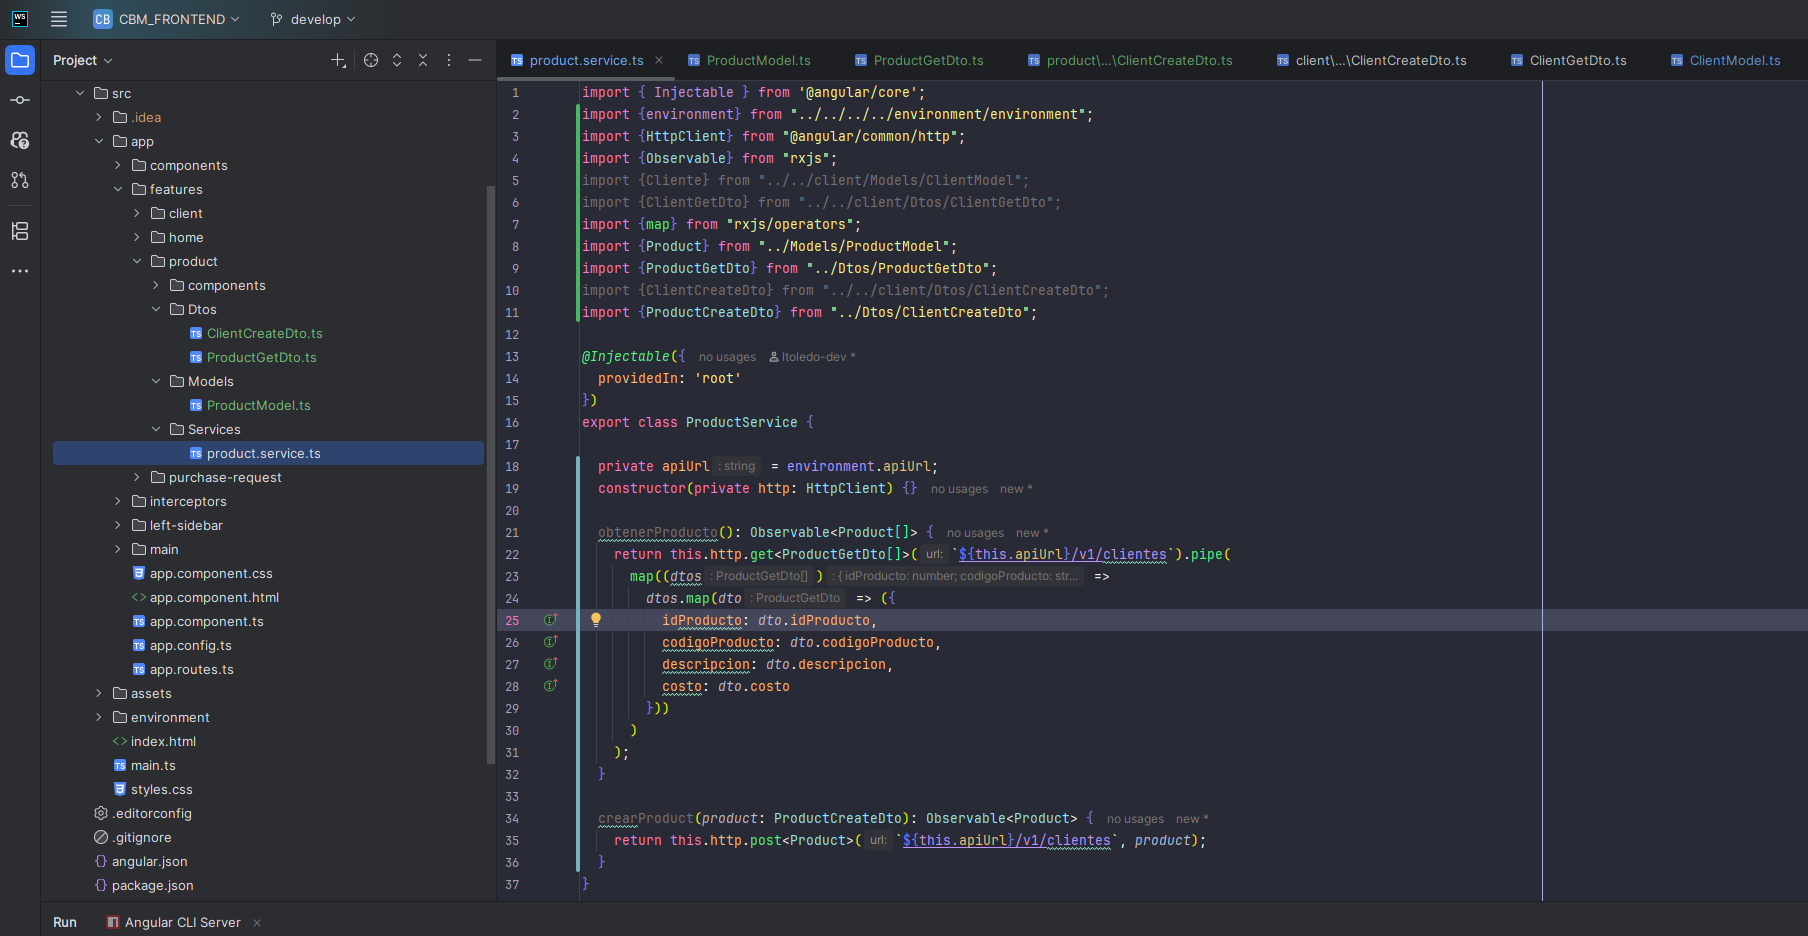 WS CB CBM_FRONTEND develop
Project
product.service.ts ProductModel.ts ProductGetDto.ts product\...\ClientCreateDto.ts client\...\ClientCreateDto.ts ClientGetDto.ts ClientModel.ts
src
.idea
app
components
features
client
home
product
components
Dtos
ClientCreateDto.ts
ProductGetDto.ts
Models
ProductModel.ts
Services
product.service.ts
purchase-request
interceptors
left-sidebar
main
app.component.css
app.component.html
app.component.ts
app.config.ts
app.routes.ts
assets
environment
index.html
main.ts
styles.css
.editorconfig
.gitignore
angular.json
package.json
1 import { Injectable } from '@angular/core';
2 import {environment} from "../../../../environment/environment";
3 import {HttpClient} from "@angular/common/http";
4 import {Observable} from "rxjs";
5 import {Cliente} from "../../client/Models/ClientModel";
6 import {ClientGetDto} from "../../client/Dtos/ClientGetDto";
7 import {map} from "rxjs/operators";
8 import {Product} from "../Models/ProductModel";
9 import {ProductGetDto} from "../Dtos/ProductGetDto";
10 import {ClientCreateDto} from "../../client/Dtos/ClientCreateDto";
11 import {ProductCreateDto} from "../Dtos/ClientCreateDto";
12
13 @Injectable({ no usages ltoledo-dev *
14 providedIn: 'root'
15 })
16 export class ProductService {
17
18 private apiUrl : string = environment.apiUrl;
19 constructor(private http: HttpClient) {} no usages new *
20
21 obtenerProducto(): Observable<Product[]> { no usages new *
22 return this.http.get<ProductGetDto[]>( url: `${this.apiUrl}/v1/clientes`).pipe(
23 map((dtos : ProductGetDto[] ) : { idProducto: number; codigoProducto: str... =>
24 dtos.map(dto : ProductGetDto => ({
25 idProducto: dto.idProducto,
26 codigoProducto: dto.codigoProducto,
27 descripcion: dto.descripcion,
28 costo: dto.costo
29 }))
30 )
31 );
32 }
33
34 crearProduct(product: ProductCreateDto): Observable<Product> { no usages new *
35 return this.http.post<Product>( url: `${this.apiUrl}/v1/clientes`, product);
36 }
37 }
Run Angular CLI Server